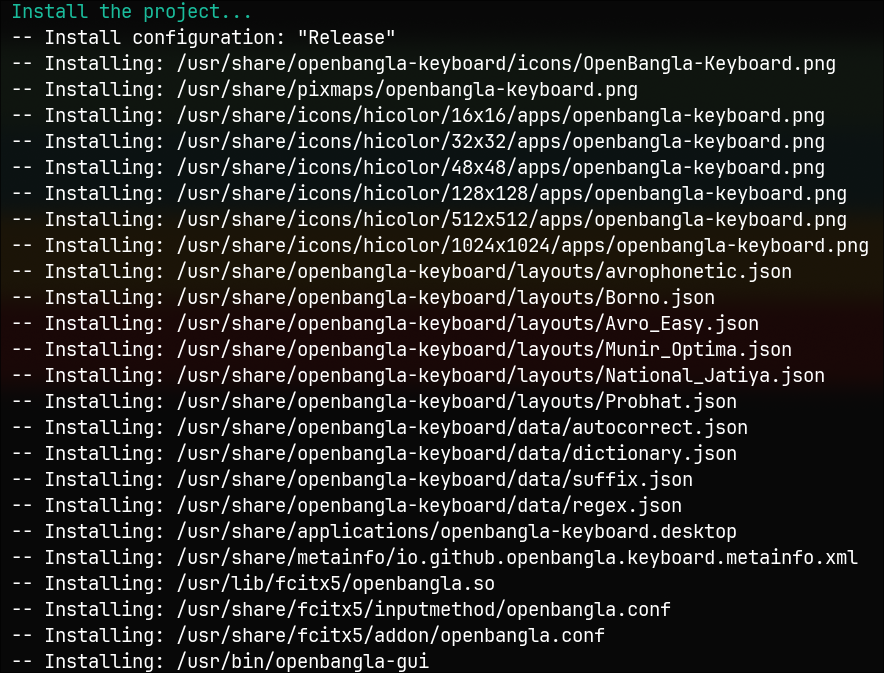 Install the project...
-- Install configuration: "Release"
-- Installing: /usr/share/openbangla-keyboard/icons/OpenBangla-Keyboard.png
-- Installing: /usr/share/pixmaps/openbangla-keyboard.png
-- Installing: /usr/share/icons/hicolor/16x16/apps/openbangla-keyboard.png
-- Installing: /usr/share/icons/hicolor/32x32/apps/openbangla-keyboard.png
-- Installing: /usr/share/icons/hicolor/48x48/apps/openbangla-keyboard.png
-- Installing: /usr/share/icons/hicolor/128x128/apps/openbangla-keyboard.png
-- Installing: /usr/share/icons/hicolor/512x512/apps/openbangla-keyboard.png
-- Installing: /usr/share/icons/hicolor/1024x1024/apps/openbangla-keyboard.png
-- Installing: /usr/share/openbangla-keyboard/layouts/avrophonetic.json
-- Installing: /usr/share/openbangla-keyboard/layouts/Borno.json
-- Installing: /usr/share/openbangla-keyboard/layouts/Avro_Easy.json
-- Installing: /usr/share/openbangla-keyboard/layouts/Munir_Optima.json
-- Installing: /usr/share/openbangla-keyboard/layouts/National_Jatiya.json
-- Installing: /usr/share/openbangla-keyboard/layouts/Probhat.json
-- Installing: /usr/share/openbangla-keyboard/data/autocorrect.json
-- Installing: /usr/share/openbangla-keyboard/data/dictionary.json
-- Installing: /usr/share/openbangla-keyboard/data/suffix.json
-- Installing: /usr/share/openbangla-keyboard/data/regex.json
-- Installing: /usr/share/applications/openbangla-keyboard.desktop
-- Installing: /usr/share/metainfo/io.github.openbangla.keyboard.metainfo.xml
-- Installing: /usr/lib/fcitx5/openbangla.so
-- Installing: /usr/share/fcitx5/inputmethod/openbangla.conf
-- Installing: /usr/share/fcitx5/addon/openbangla.conf
-- Installing: /usr/bin/openbangla-gui